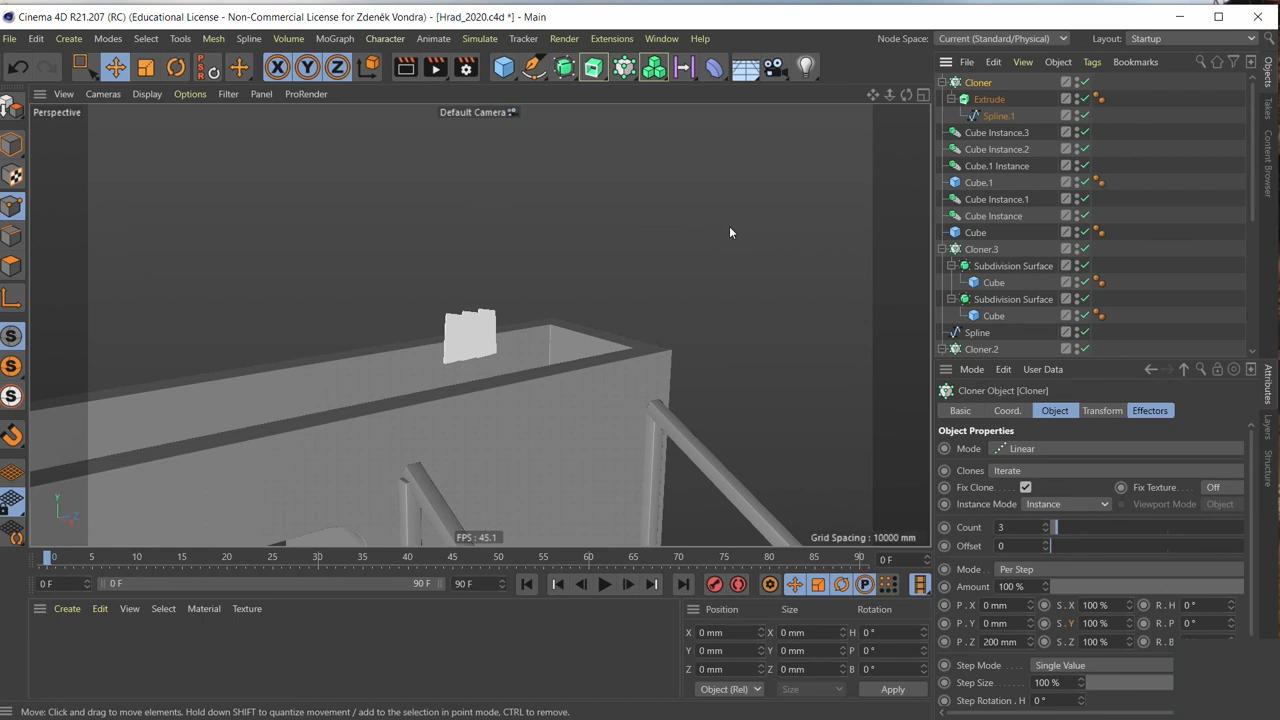 Cinema 4D R21.207 (RC) (Educational License - Non-Commercial License for Zdeněk Vondra) - [Hrad_2020.c4d *] - Main
File Edit Create Modes Select Tools Mesh Spline Volume MoGraph Character Animate Simulate Tracker Render Extensions Window Help Node Space: Current (Standard/Physical) Layout: Startup
X Y Z
PSR
File Edit View Object Tags Bookmarks
View Cameras Display Options Filter Panel ProRender
Perspective Default Camera
Cloner
Extrude
Spline.1
Cube Instance.3
Cube Instance.2
Cube.1 Instance
Cube.1
Cube Instance.1
Cube Instance
Cube
Cloner.3
Subdivision Surface
Cube
Subdivision Surface
Cube
Spline
Cloner.2
Objects
Takes
Content Browser
S
S
S
Mode Edit User Data
Cloner Object [Cloner]
Basic Coord. Object Transform Effectors
Object Properties
Mode Linear
Clones Iterate
Fix Clone Fix Texture Off
Instance Mode Instance Viewport Mode Object
Count 3
Offset 0
Mode Per Step
Amount 100 %
P . X 0 mm S . X 100 % R . H 0 °
P . Y 0 mm S . Y 100 % R . P 0 °
P . Z 200 mm S . Z 100 % R . B
Step Mode Single Value
Step Size 100 %
Step Rotation . H 0 °
Attributes
Layers
Structure
Y X Z
FPS : 45.1 Grid Spacing : 10000 mm
0 5 10 15 20 25 30 35 40 45 50 55 60 65 70 75 80 85 90 0 F
0 F 0 F 90 F 90 F P
Create Edit View Select Material Texture
Position Size Rotation
X 0 mm X 0 mm H 0 °
Y 0 mm Y 0 mm P 0 °
Z 0 mm Z 0 mm B 0 °
Object (Rel) Size Apply
Move: Click and drag to move elements. Hold down SHIFT to quantize movement / add to the selection in point mode, CTRL to remove.